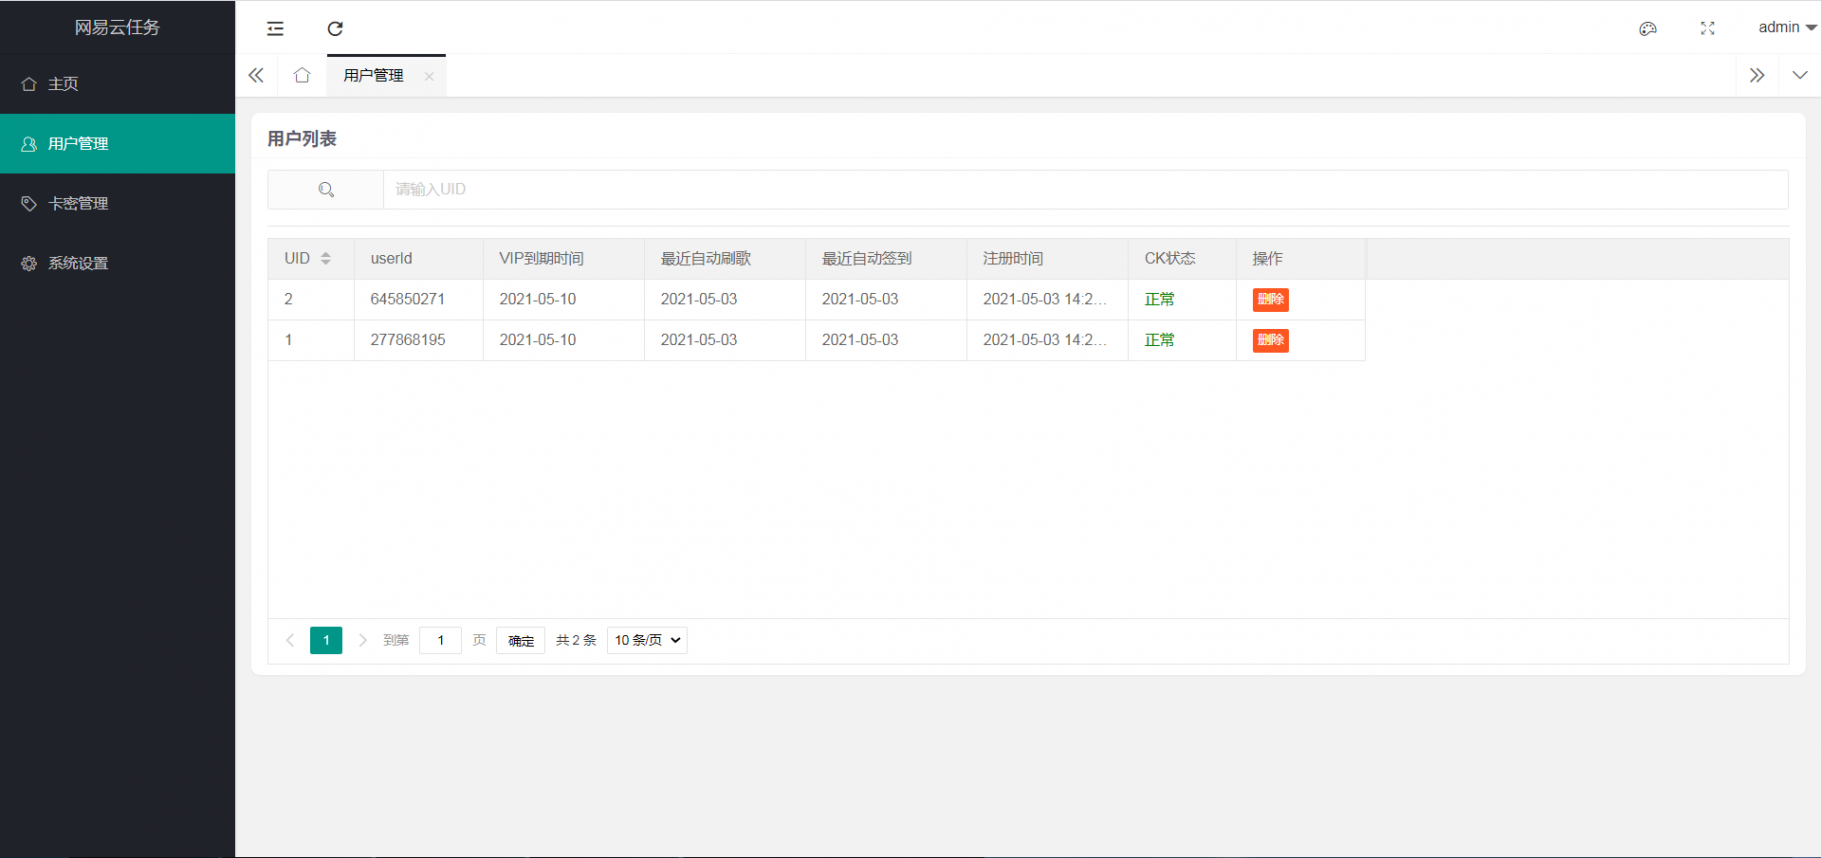 网易云任务
admin
主页
用户管理
卡密管理
系统设置
用户管理
用户列表
请输入UID
UID userId VIP到期时间 最近自动刷歌 最近自动签到 注册时间 CK状态 操作
2 645850271 2021-05-10 2021-05-03 2021-05-03 2021-05-03 14:2... 正常 删除
1 277868195 2021-05-10 2021-05-03 2021-05-03 2021-05-03 14:2... 正常 删除
1 到第 1 页 确定 共 2 条 10 条/页